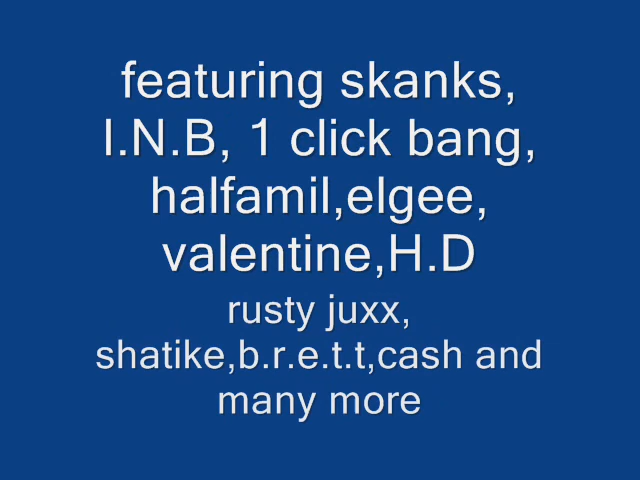 featuring skanks,
I.N.B, 1 click bang,
halfamil,elgee,
valentine,H.D
rusty juxx,
shatike,b.r.e.t.t,cash and
many more